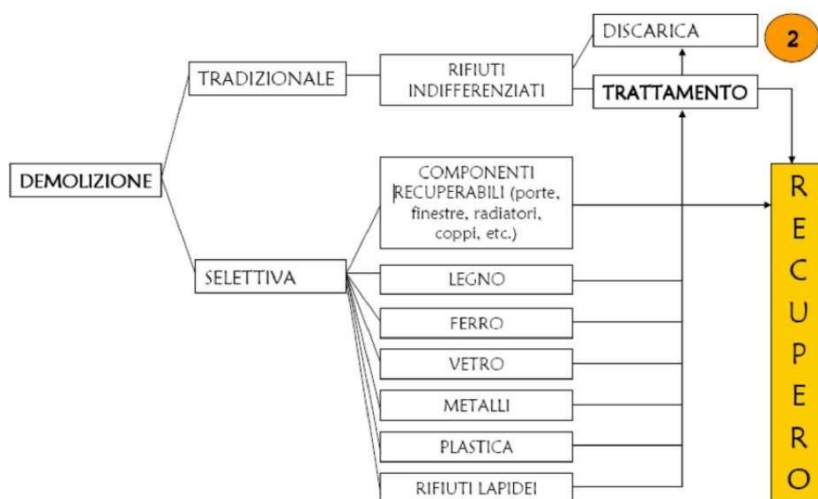 DISCARICA
2
TRADIZIONALE
RIFIUTI
INDIFFERENZIATI
TRATTAMENTO
DEMOLIZIONE
COMPONENTI
RECUPERABILI (porte,
finestre, radiatori,
coppi, etc.)
SELETTIVA
LEGNO
FERRO
VETRO
METALLI
PLASTICA
RIFIUTI LAPIDEI
R
E
C
U
P
E
R
O